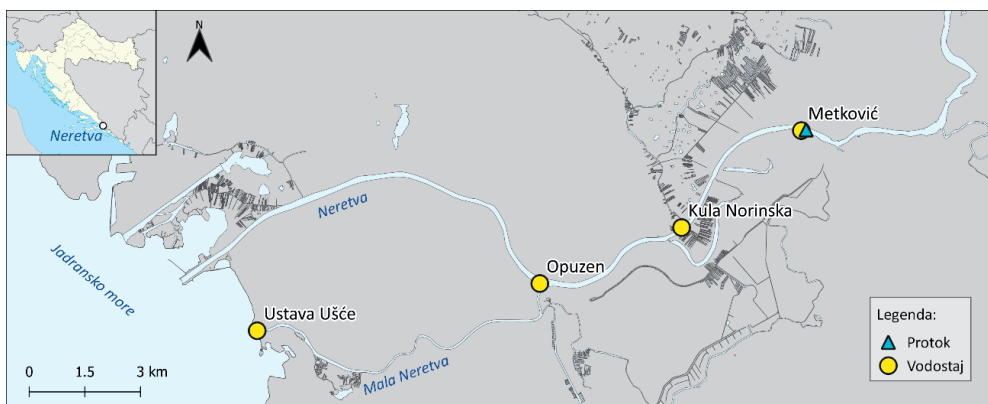 N
Neretva
Metković
Kula Norinska
Neretva
Opuzen
Jadransko more
Ustava Ušće
Mala Neretva
0 1.5 3 km
Legenda:
Protok
Vodostaj